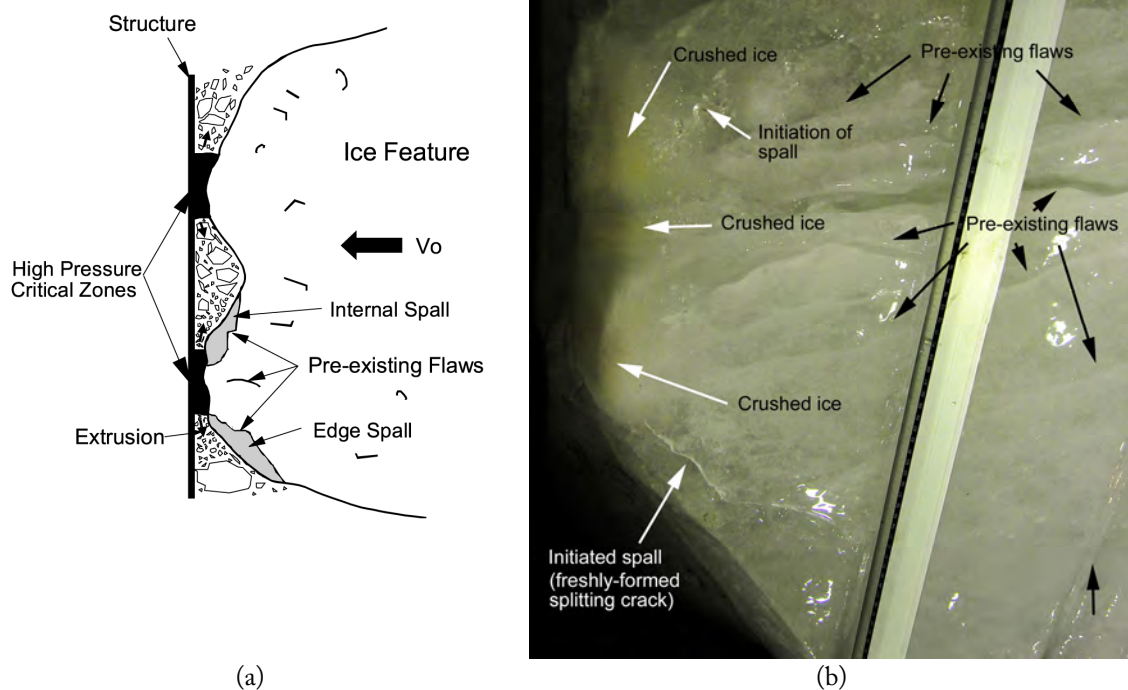 Structure
Ice Feature
Vo
High Pressure
Critical Zones
Internal Spall
Pre-existing Flaws
Extrusion
Edge Spall
(a)
Crushed ice
Pre-existing flaws
Initiation of
spall
Crushed ice
Pre-existing flaws
Crushed ice
Initiated spall
(freshly-formed
splitting crack)
(b)